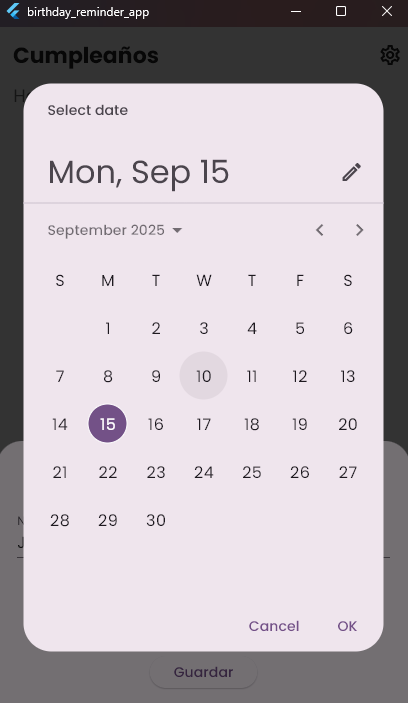 birthday_reminder_app
Cumpleaños
H
Select date
Mon, Sep 15
September 2025
S M T W T F S
1 2 3 4 5 6
7 8 9 10 11 12 13
14 15 16 17 18 19 20
21 22 23 24 25 26 27
28 29 30
N
J
Cancel OK
Guardar